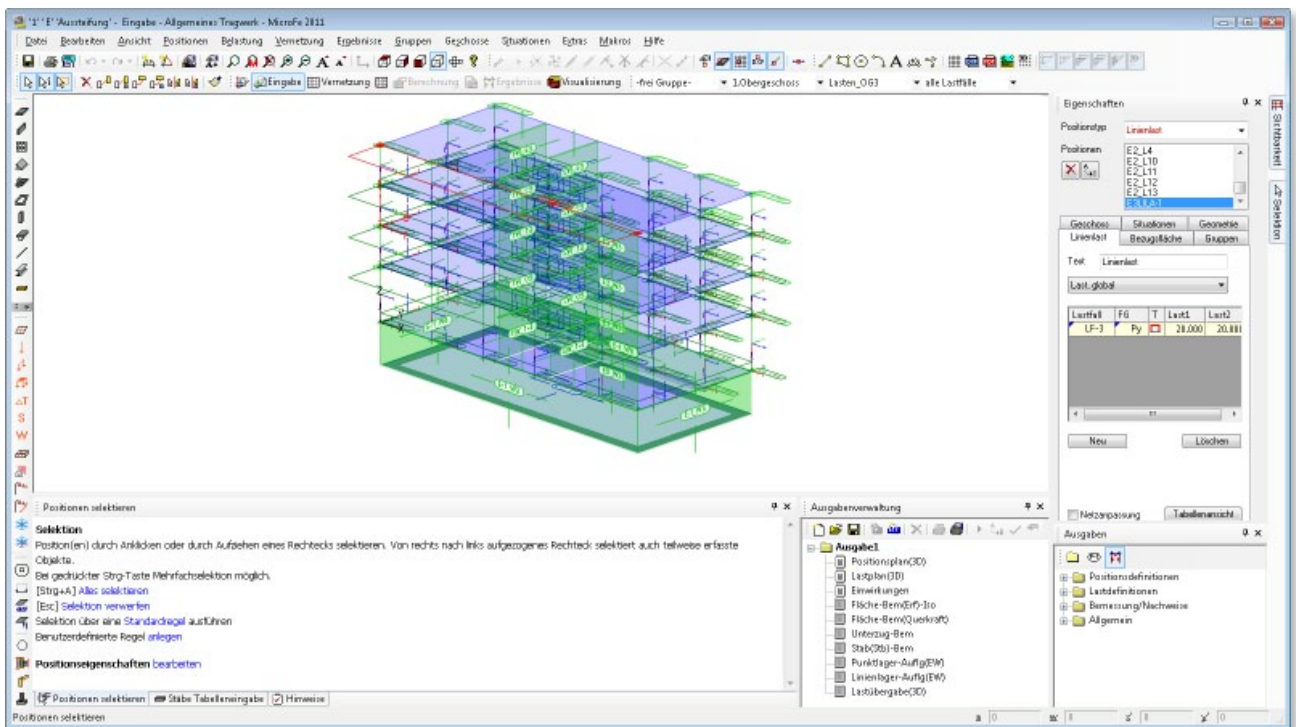 '1' 'E' 'Aussteifung' - Eingabe - Allgemeines Tragwerk - MicroFe 2011
Datei Bearbeiten Ansicht Positionen Belastung Vernetzung Ergebnisse Gruppen Geschosse Situationen Extras Makros Hilfe
Eingabe Vernetzung Berechnung Ergebnisse Visualisierung -frei Gruppe- 1.Obergeschoss Lasten_OG3 alle Lastfälle
Eigenschaften
Positionstyp Linienlast
Positionen E2_L4
E2_L10
E2_L11
E2_L12
E2_L13
Geschoss Situationen Geometrie
Linienlast Bezugsfläche Gruppen
Text Linienlast
Last, global
Lastfall FG T Last1 Last2
LF-3 Py 20.000
Neu Löschen
Netzanpassung Tabellenansicht
Sichtbarkeit
Selektion
Positionen selektieren
Selektion
Position(en) durch Anklicken oder durch Aufziehen eines Rechtecks selektieren. Von rechts nach links aufgezogenes Rechteck selektiert auch teilweise erfasste
Objekte.
Bei gedrückter Strg-Taste Mehrfachselektion möglich.
[Strg+A] Alles selektieren
[Esc] Selektion verwerfen
Selektion über eine Standardregel ausführen
Benutzerdefinierte Regel anlegen
Positionseigenschaften bearbeiten
Positionen selektieren Stäbe Tabelleneingabe Hinweise
Positionen selektieren
Ausgabenverwaltung
Ausgabe1
Positionsplan(3D)
Lastplan(3D)
Einwirkungen
Fläche-Bem(Erf)-Iso
Fläche-Bem(Querkraft)
Unterzug-Bem
Stab(Stb)-Bem
Punktlager-Auflg(EW)
Linienlager-Auflg(EW)
Lastübergabe(3D)
Ausgaben
Positionsdefinitionen
Lastdefinitionen
Bemessung/Nachweise
Allgemein